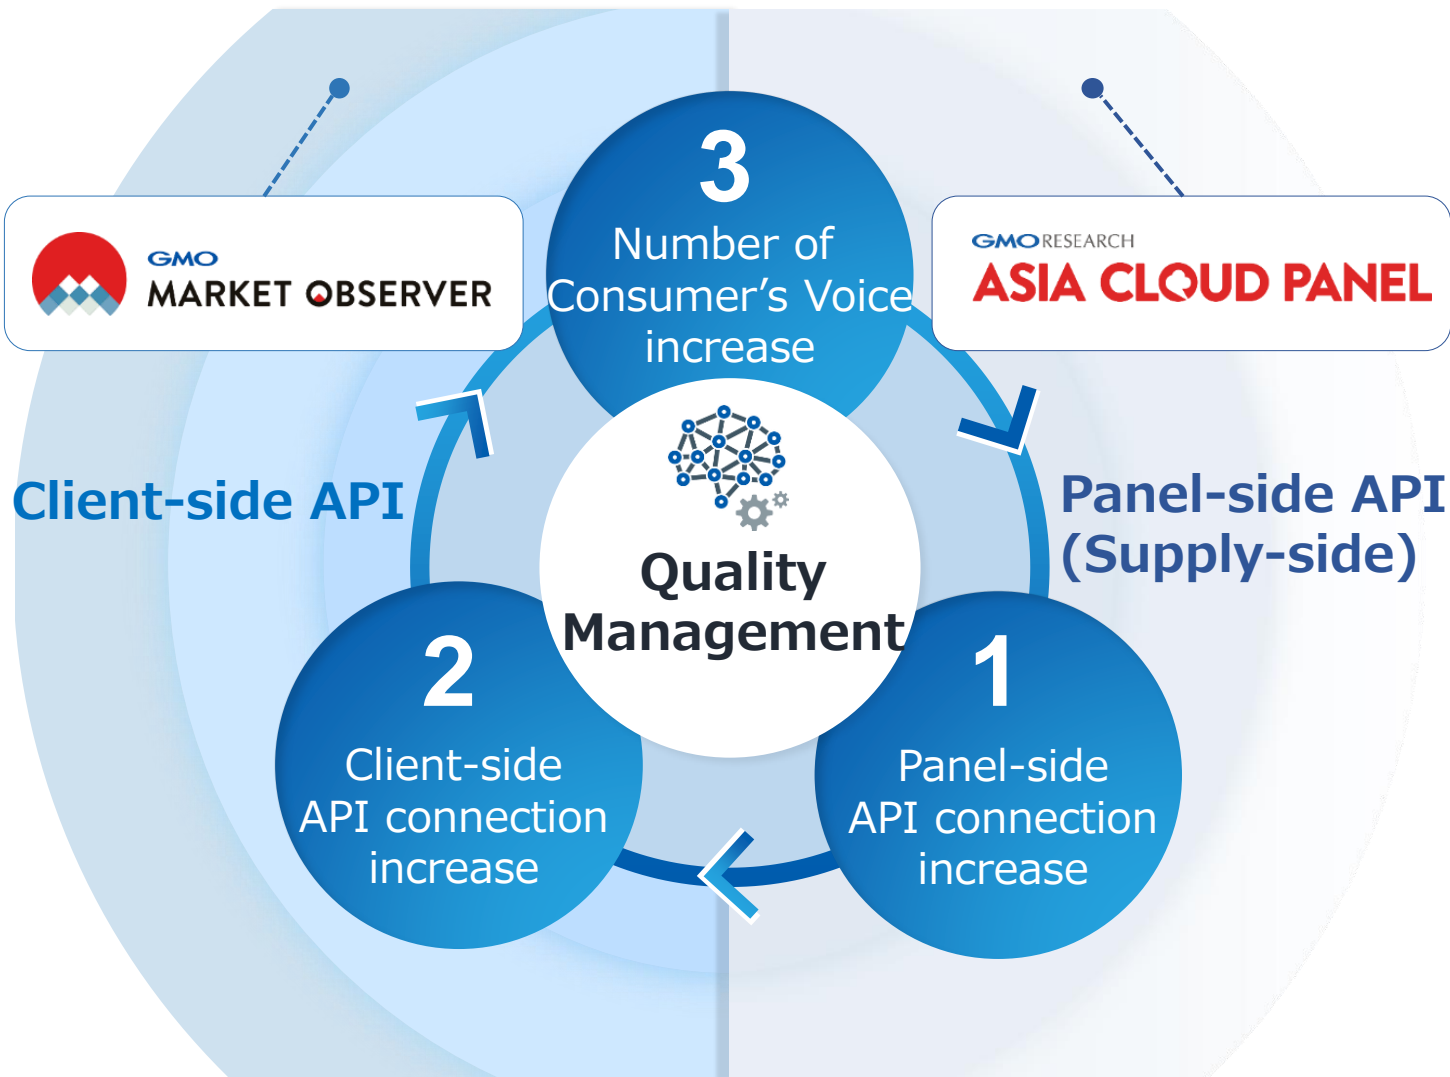 3
Number of
Consumer’s Voice
increase
GMO
MARKET OBSERVER
GMO RESEARCH
ASIA CLOUD PANEL
Client-side API
Panel-side API
(Supply-side)
Quality
Management
2
Client-side
API connection
increase
1
Panel-side
API connection
increase